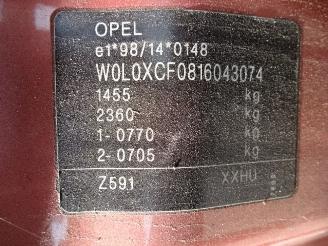 OPEL
e1*98/14*0148
W0L0XCF0816043074
1455 kg
2360 kg
1- 0770 kg
2- 0705 kg
Z591 XXHU